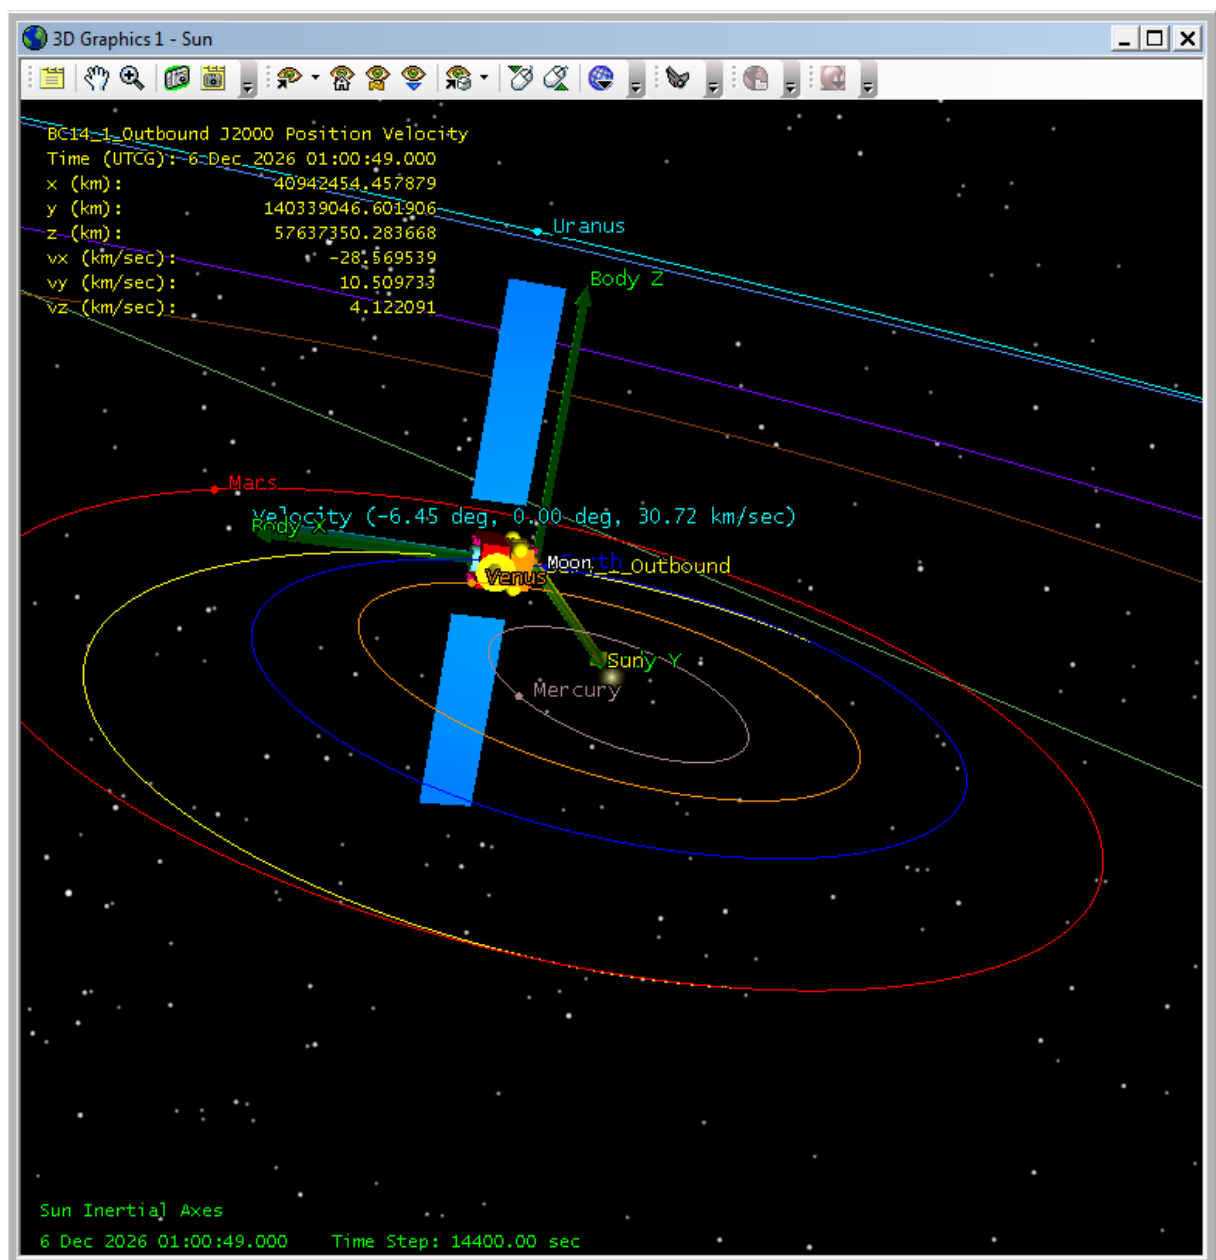 3D Graphics 1 - Sun
BC14_1_Outbound J2000 Position Velocity
Time (UTCG): 6 Dec 2026 01:00:49.000
x (km): 40942454.457879
y (km): 140339046.601906
z (km): 57637350.283668
vx (km/sec): -28.569539
vy (km/sec): 10.509733
vz (km/sec): 4.122091
Uranus
Body Z
Mars
Velocity (-6.45 deg, 0.00 deg, 30.72 km/sec)
Body X
Moon
Earth
1_Outbound
Venus
Sun
y Y
Mercury
Sun Inertial Axes
6 Dec 2026 01:00:49.000 Time Step: 14400.00 sec